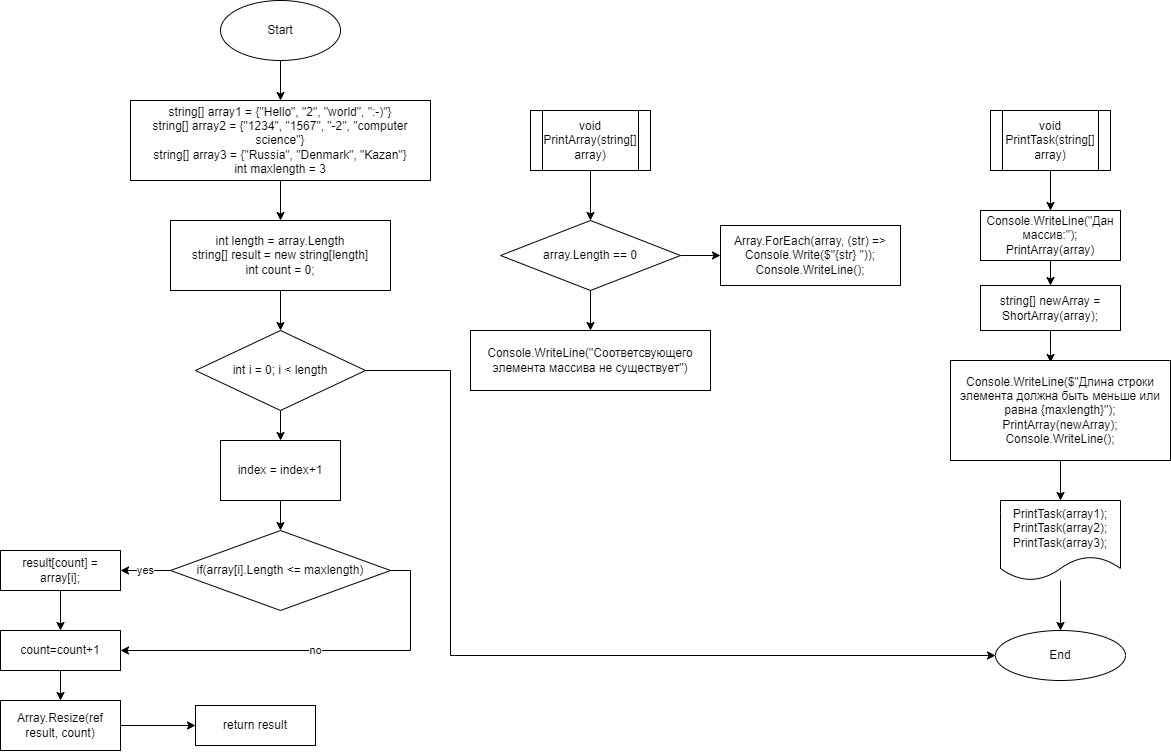 Start
string[] array1 = {"Hello", "2", "world", ":-)"}
string[] array2 = {"1234", "1567", "-2", "computer
science"}
string[] array3 = {"Russia", "Denmark", "Kazan"}
int maxlength = 3
int length = array.Length
string[] result = new string[length]
int count = 0;
int i = 0; i < length
index = index+1
if(array[i].Length <= maxlength)
yes
no
result[count] =
array[i];
count=count+1
Array.Resize(ref
result, count)
return result
void
PrintArray(string[]
array)
array.Length == 0
Array.ForEach(array, (str) =>
Console.Write($"{str} "));
Console.WriteLine();
Console.WriteLine("Соответсвующего
элемента массива не существует")
void
PrintTask(string[]
array)
Console.WriteLine("Дан
массив:");
PrintArray(array)
string[] newArray =
ShortArray(array);
Console.WriteLine($"Длина строки
элемента должна быть меньше или
равна {maxlength}");
PrintArray(newArray);
Console.WriteLine();
PrintTask(array1);
PrintTask(array2);
PrintTask(array3);
End